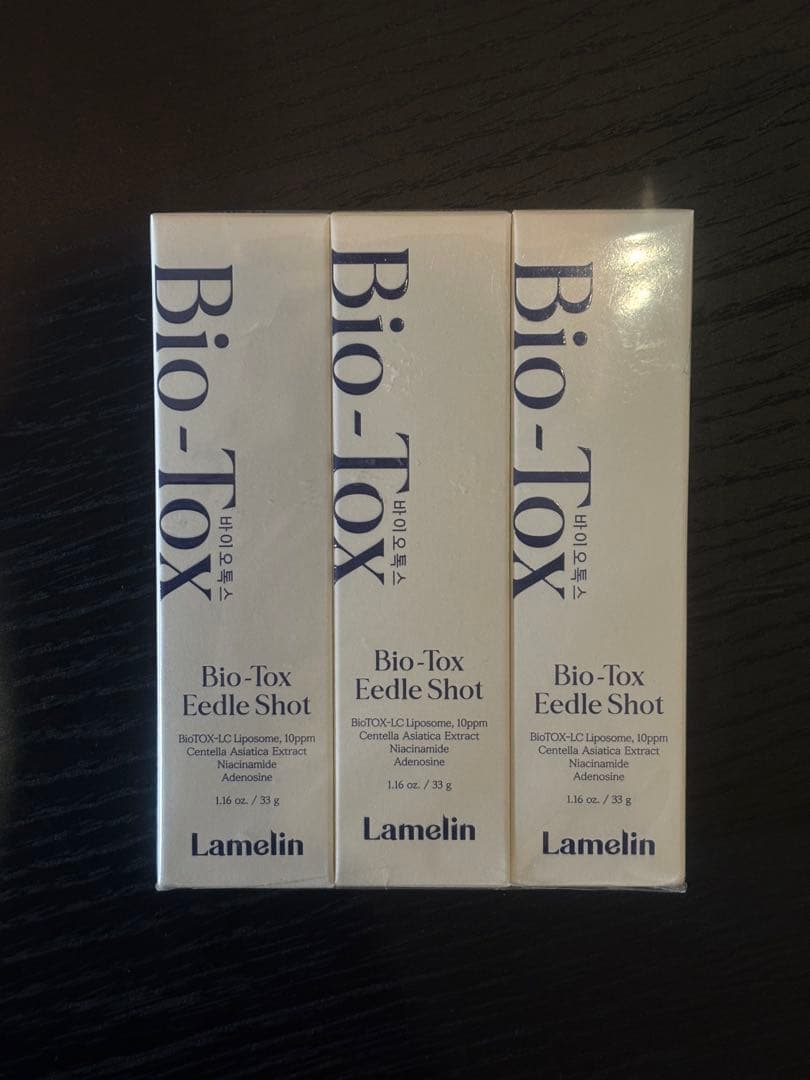 Bio-Tox
바이오톡스
Bio-Tox
Eedle Shot
BioTOX-LC Liposome, 10ppm
Centella Asiatica Extract
Niacinamide
Adenosine
1.16 oz. / 33 g
Lamelin
Bio-Tox
바이오톡스
Bio-Tox
Eedle Shot
BioTOX-LC Liposome, 10ppm
Centella Asiatica Extract
Niacinamide
Adenosine
1.16 oz. / 33 g
Lamelin
Bio-Tox
바이오톡스
Bio-Tox
Eedle Shot
BioTOX-LC Liposome, 10ppm
Centella Asiatica Extract
Niacinamide
Adenosine
1.16 oz. / 33 g
Lamelin